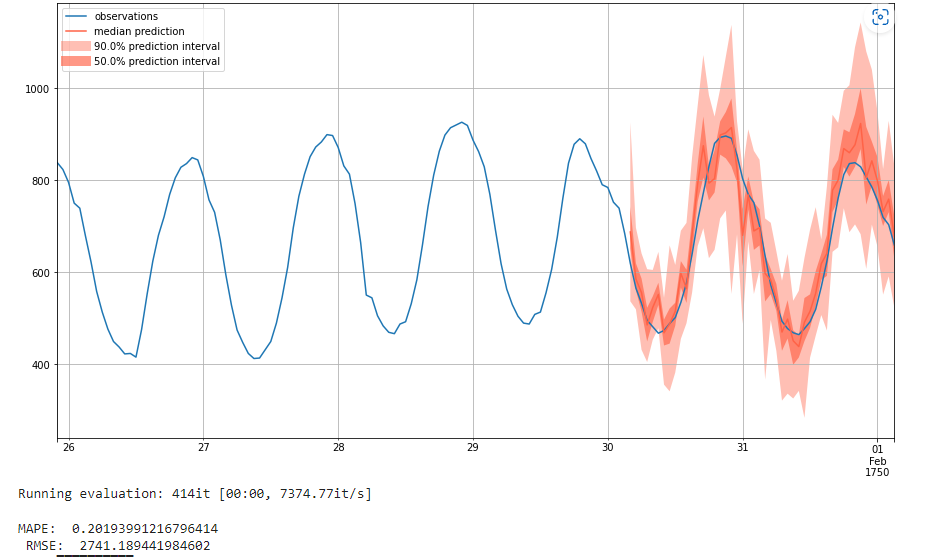 observations
median prediction
90.0% prediction interval
50.0% prediction interval
1000
800
600
400
26 27 28 29 30 31 01
Feb
1750
Running evaluation: 414it [00:00, 7374.77it/s]
MAPE: 0.20193991216796414
RMSE: 2741.189441984602